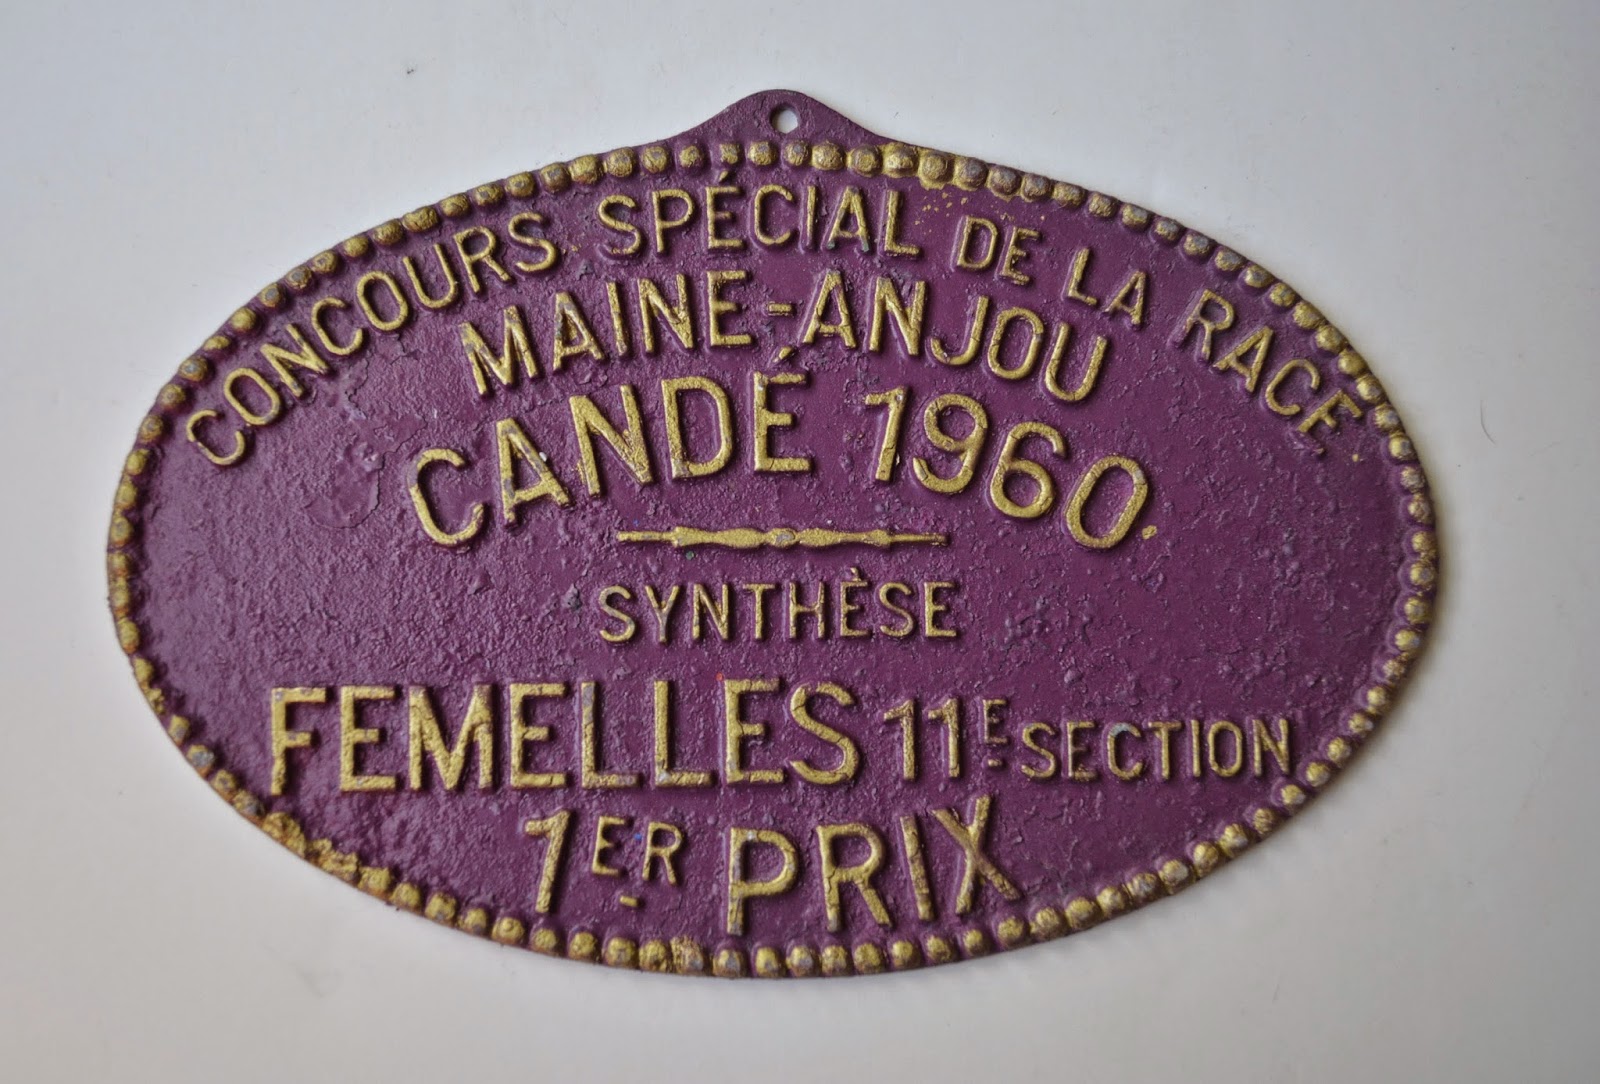 CONCOURS SPÉCIAL DE LA RACE
MAINE-ANJOU
CANDÉ 1960
SYNTHÈSE
FEMELLES 11E SECTION
1ER PRIX